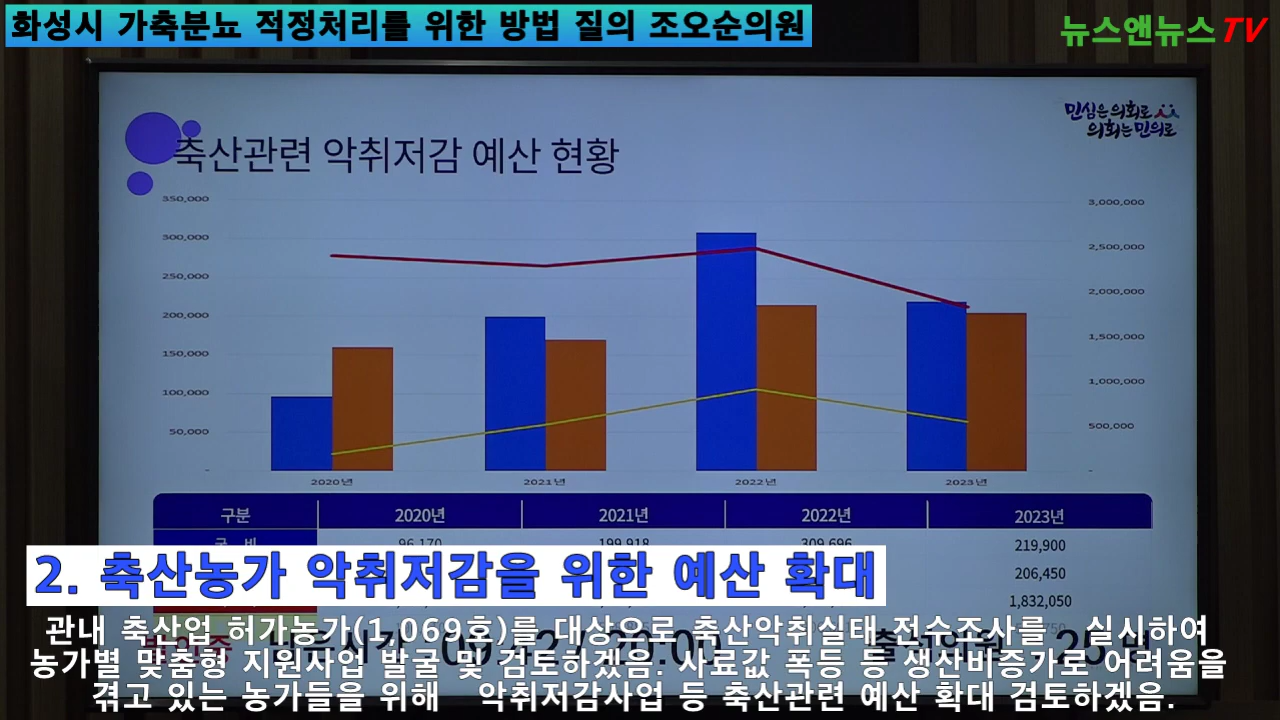 화성시 가축분뇨 적정처리를 위한 방법 질의 조오순의원
뉴스앤뉴스TV
민심은 의회로
의회는 민의로
축산관련 악취저감 예산 현황
350,000
300,000
250,000
200,000
150,000
100,000
50,000
-
3,000,000
2,500,000
2,000,000
1,500,000
1,000,000
500,000
-
2020년 2021년 2022년 2023년
구분 2020년 2021년 2022년 2023년
국 비 96,170 199,918 309,696 219,900
206,450
1,832,050
2. 축산농가 악취저감을 위한 예산 확대
관내 축산업 허가농가(1,069호)를 대상으로 축산악취실태 전수조사를 실시하여
농가별 맞춤형 지원사업 발굴 및 검토하겠음. 사료값 폭등 등 생산비증가로 어려움을
겪고 있는 농가들을 위해 악취저감사업 등 축산관련 예산 확대 검토하겠음.